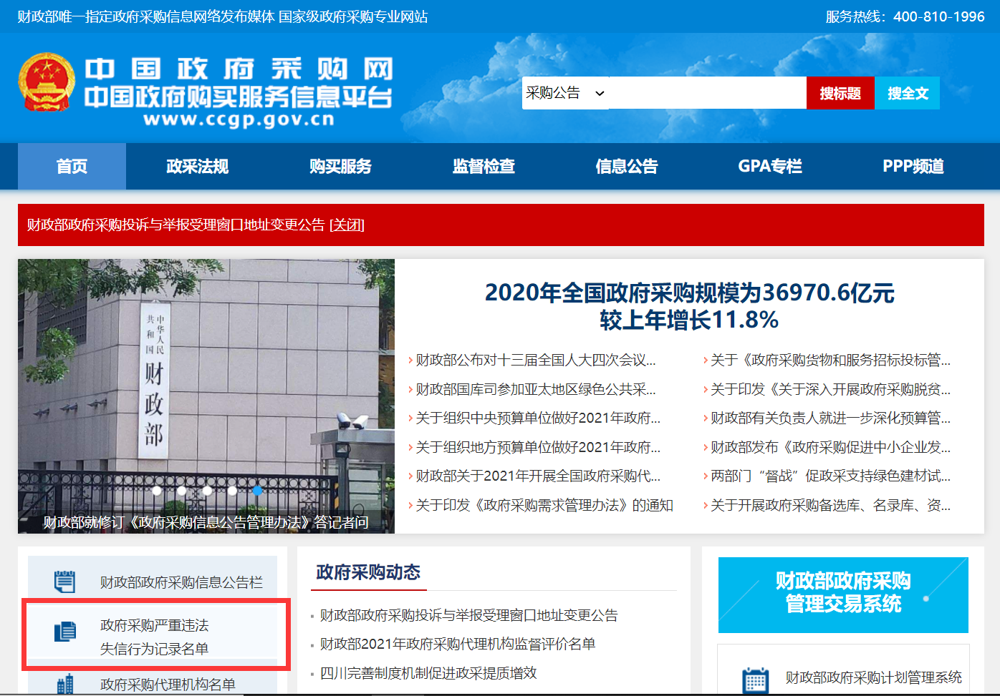 财政部唯一指定政府采购信息网络发布媒体 国家级政府采购专业网站
服务热线：400-810-1996
中国政府采购网
中国政府购买服务信息平台
www.ccgp.gov.cn
采购公告
搜标题
搜全文
首页
政采法规
购买服务
监督检查
信息公告
GPA专栏
PPP频道
财政部政府采购投诉与举报受理窗口地址变更公告 [关闭]
中华人民
共和国
财政部
财政部就修订《政府采购信息公告管理办法》答记者问
2020年全国政府采购规模为36970.6亿元
较上年增长11.8%
财政部公布对十三届全国人大四次会议...
财政部国库司参加亚太地区绿色公共采...
关于组织中央预算单位做好2021年政府...
关于组织地方预算单位做好2021年政府...
财政部关于2021年开展全国政府采购代...
关于印发《政府采购需求管理办法》的通知
关于《政府采购货物和服务招标投标管...
关于印发《关于深入开展政府采购脱贫...
财政部有关负责人就进一步深化预算管...
财政部发布《政府采购促进中小企业发...
两部门“督战”促政采支持绿色建材试...
关于开展政府采购备选库、名录库、资...
财政部政府采购信息公告栏
政府采购严重违法
失信行为记录名单
政府采购代理机构名单
政府采购动态
财政部政府采购投诉与举报受理窗口地址变更公告
财政部2021年政府采购代理机构监督评价名单
四川完善制度机制促进政采提质增效
财政部政府采购
管理交易系统
财政部政府采购计划管理系统